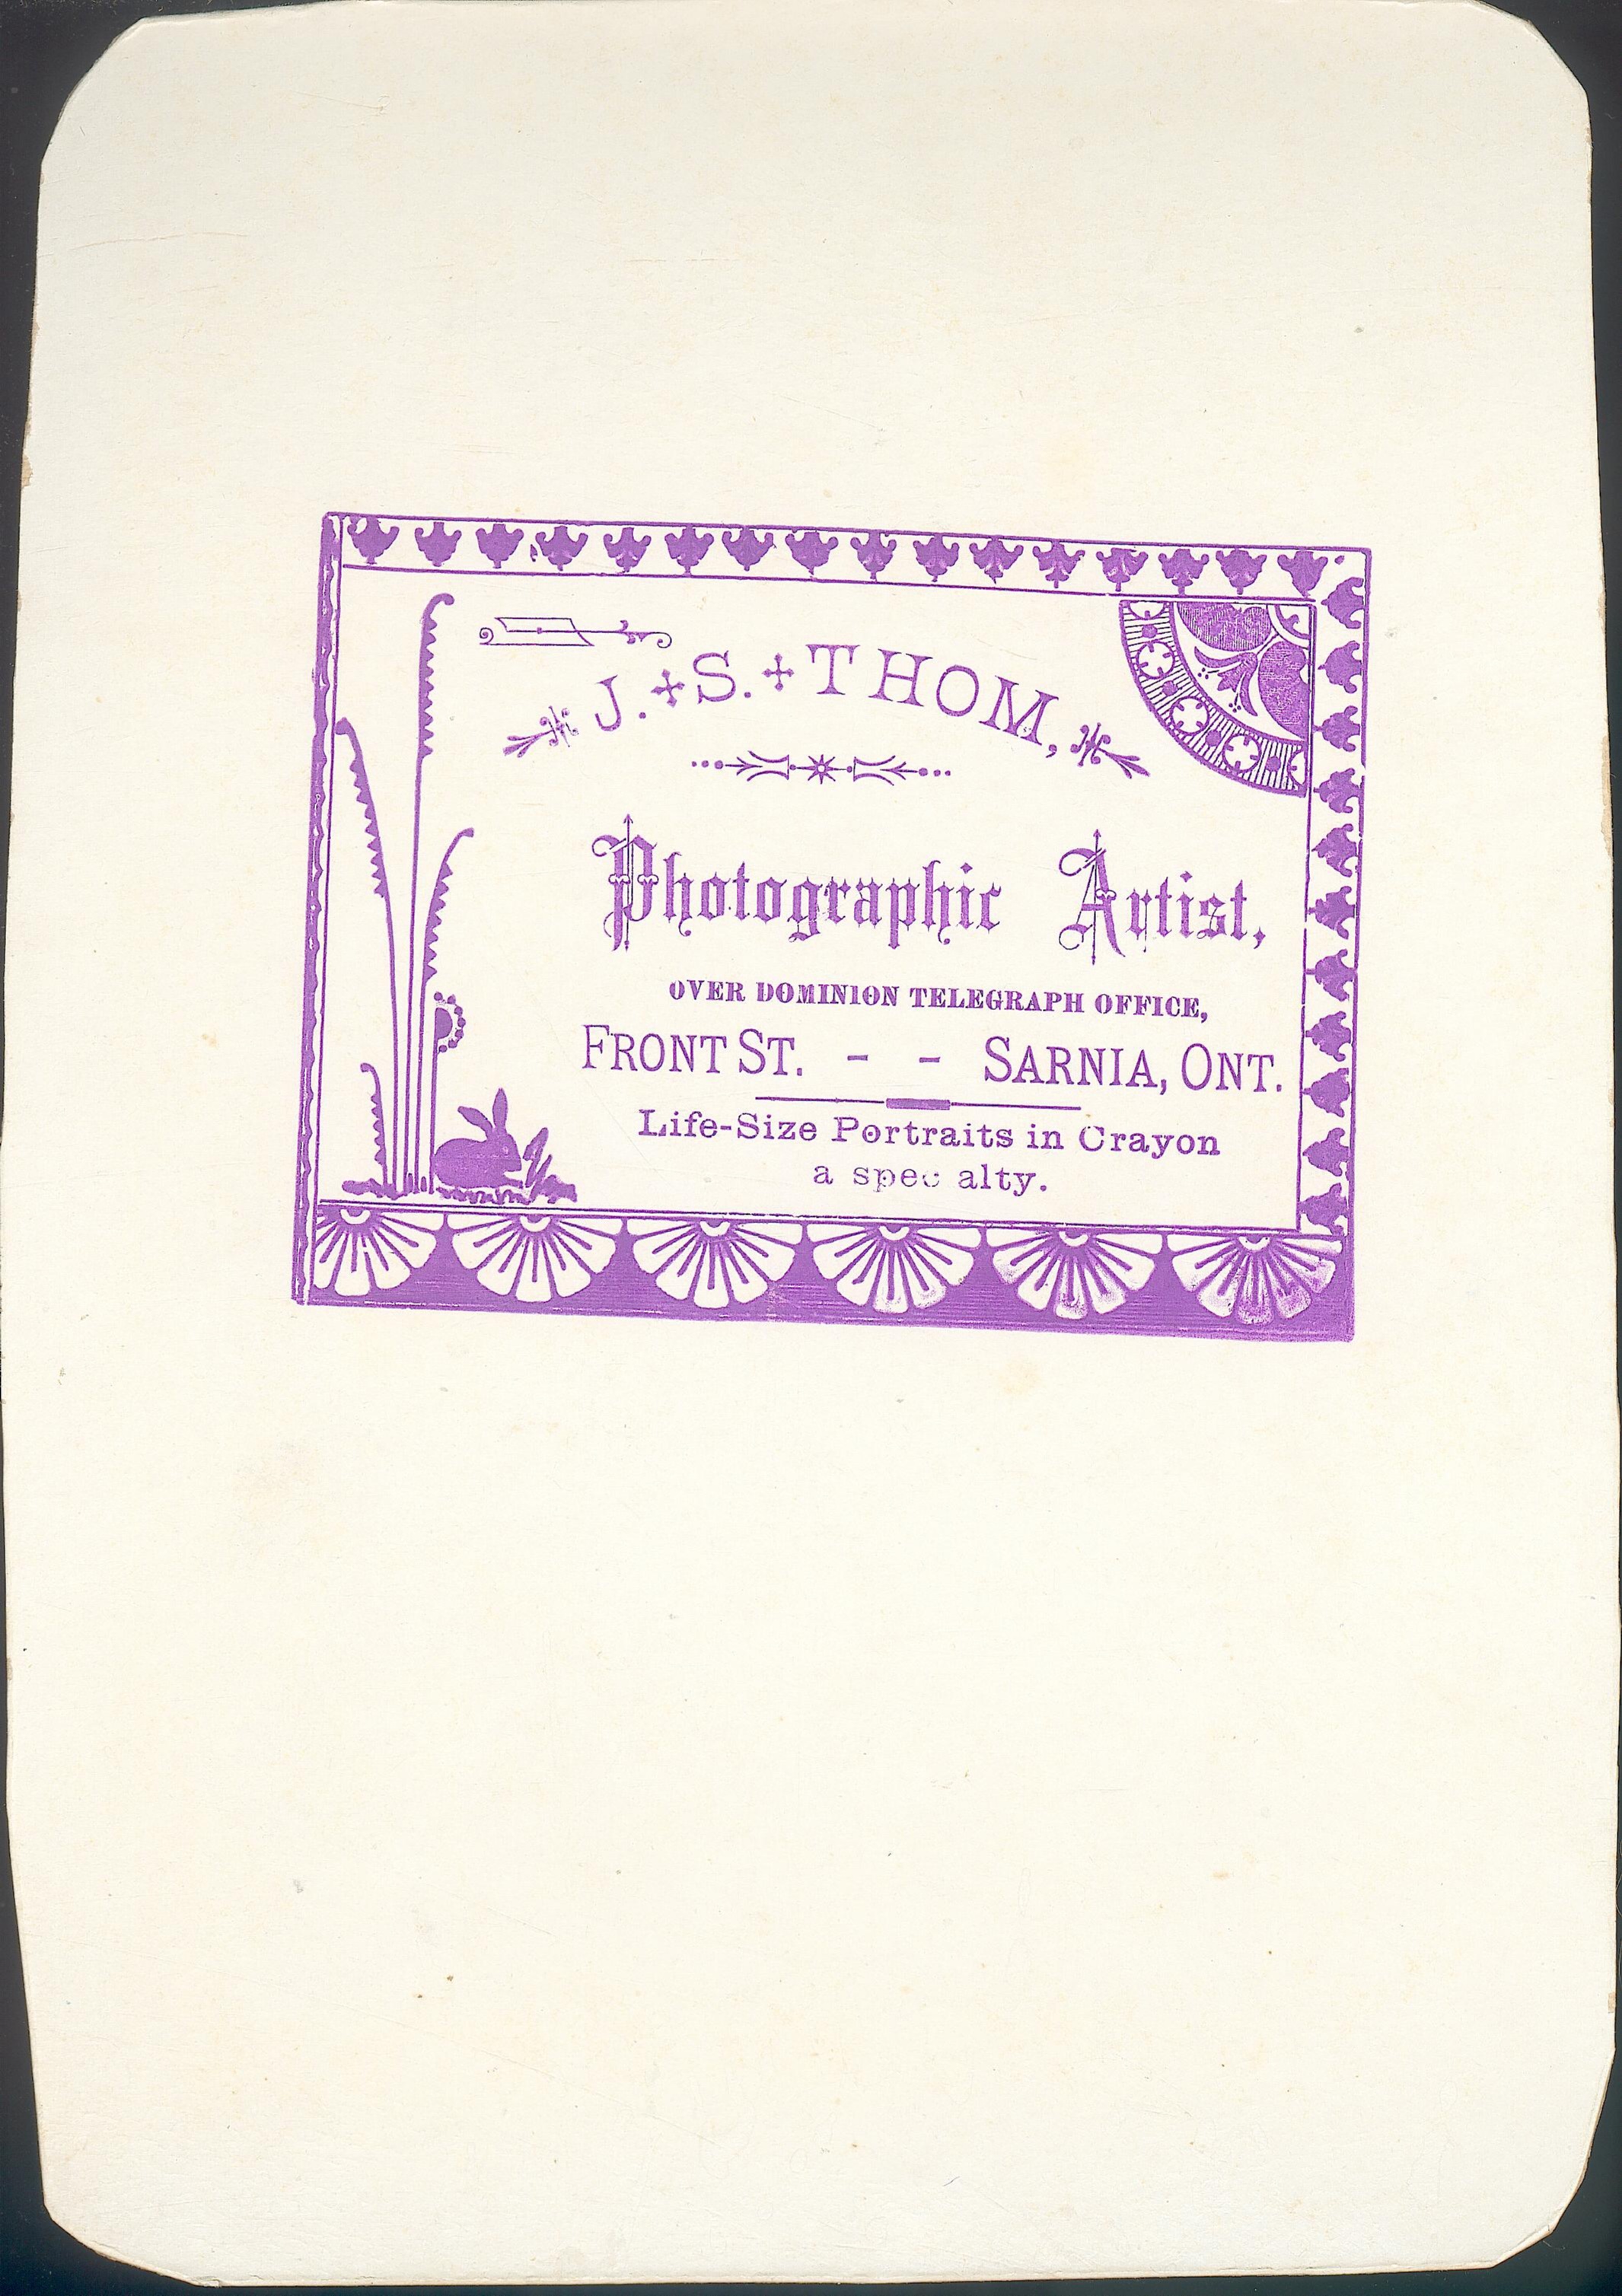 J. S. THOM,
Photographic Artist,
OVER DOMINION TELEGRAPH OFFICE,
FRONT ST. - - SARNIA, ONT.
Life-Size Portraits in Crayon
a spec alty.